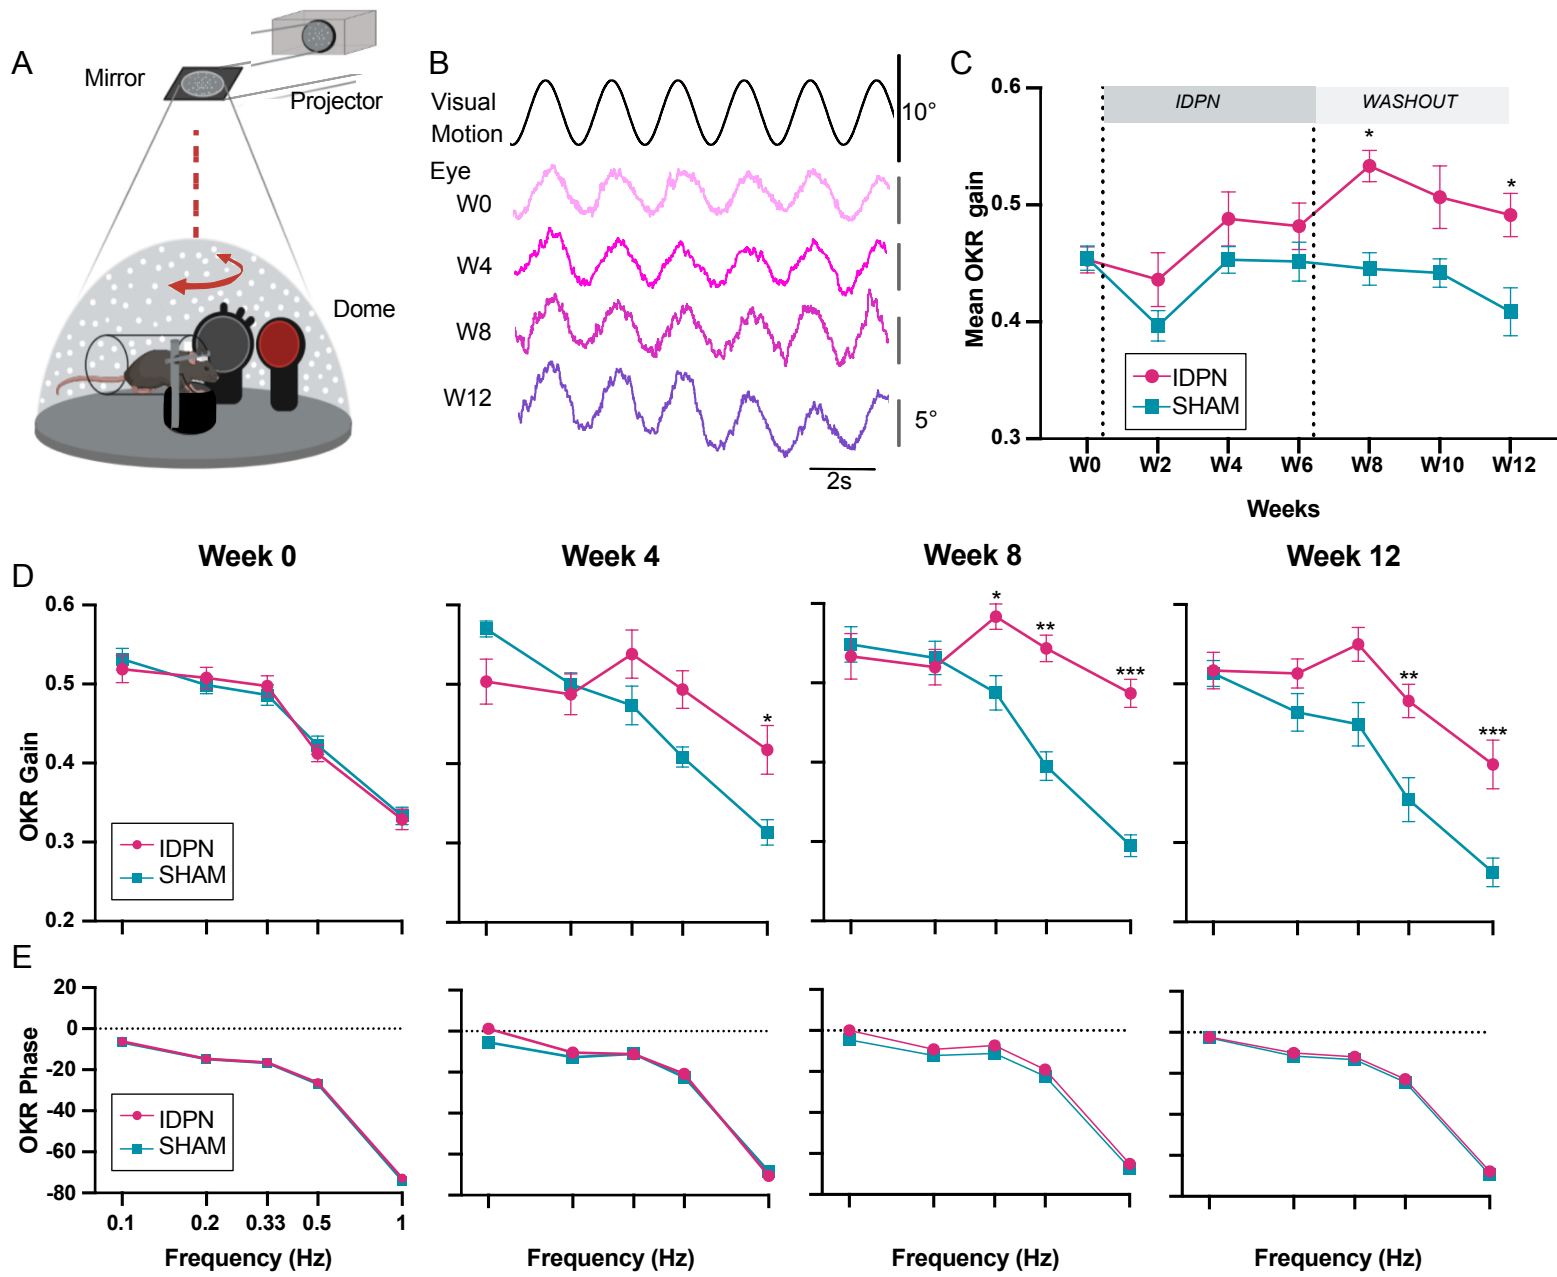 A
Mirror
Projector
Dome
B
Visual
Motion
10°
Eye
W0
W4
W8
W12
5°
2s
C
0.6
0.5
0.4
0.3
Mean OKR gain
IDPN
WASHOUT
*
*
IDPN
SHAM
W0 W2 W4 W6 W8 W10 W12
Weeks
Week 0
Week 4
Week 8
Week 12
D
0.6
0.5
0.4
0.3
0.2
OKR Gain
IDPN
SHAM
*
* ** ***
** ***
E
20
0
-20
-40
-60
-80
OKR Phase
IDPN
SHAM
0.1 0.2 0.33 0.5 1
Frequency (Hz)
Frequency (Hz)
Frequency (Hz)
Frequency (Hz)